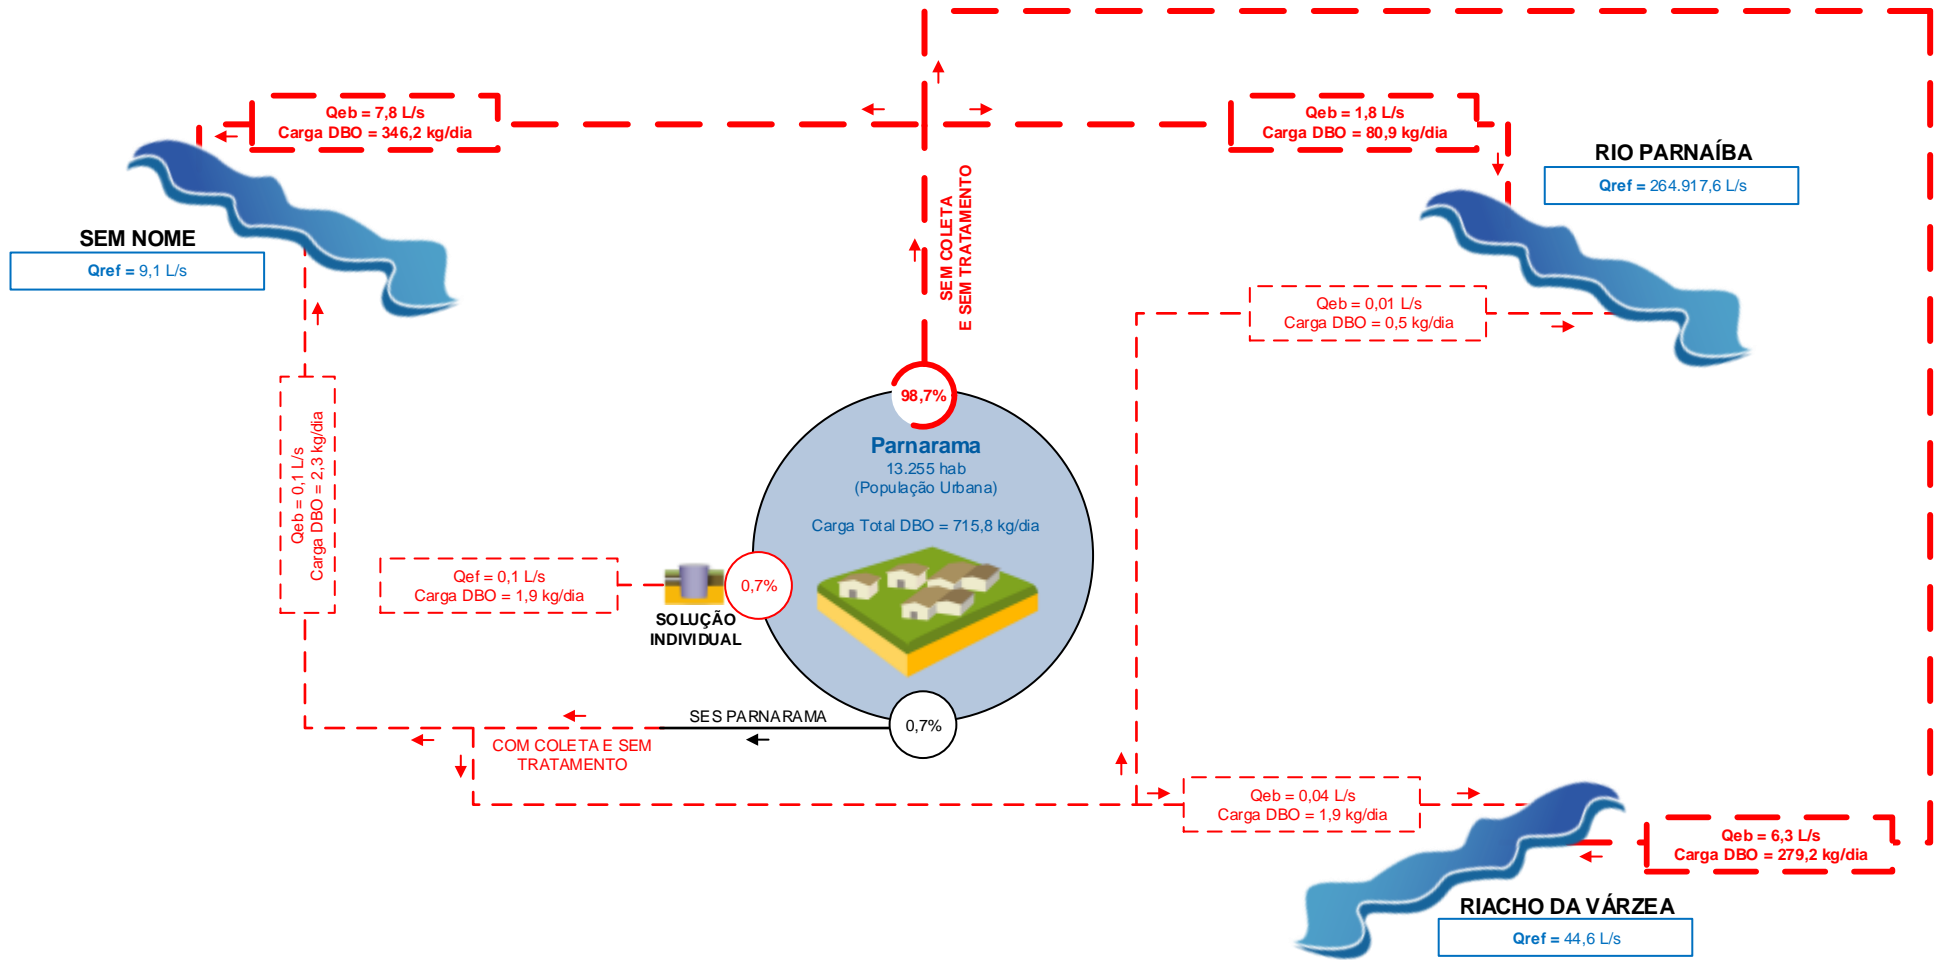 Qeb = 7,8 L/s
Carga DBO = 346,2 kg/dia
Qeb = 1,8 L/s
Carga DBO = 80,9 kg/dia
RIO PARNAÍBA
Qref = 264.917,6 L/s
SEM NOME
Qref = 9,1 L/s
SEM COLETA
E SEM TRATAMENTO
Qeb = 0,01 L/s
Carga DBO = 0,5 kg/dia
98,7%
Parnarama
13.255 hab
(População Urbana)
Carga Total DBO = 715,8 kg/dia
Qeb = 0,1 L/s
Carga DBO = 2,3 kg/dia
Qef = 0,1 L/s
Carga DBO = 1,9 kg/dia
0,7%
SOLUÇÃO
INDIVIDUAL
SES PARNARAMA
0,7%
COM COLETA E SEM
TRATAMENTO
Qeb = 0,04 L/s
Carga DBO = 1,9 kg/dia
Qeb = 6,3 L/s
Carga DBO = 279,2 kg/dia
RIACHO DA VÁRZEA
Qref = 44,6 L/s